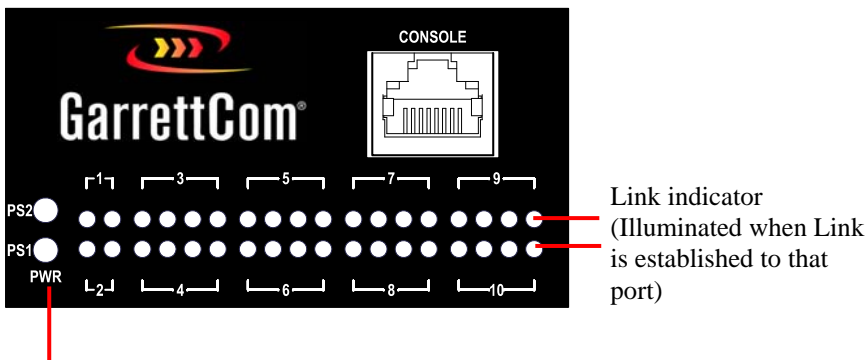 CONSOLE
GarrettCom®
1 3 5 7 9
PS2
PS1
PWR
2 4 6 8 10
Link indicator
(Illuminated when Link
is established to that
port)